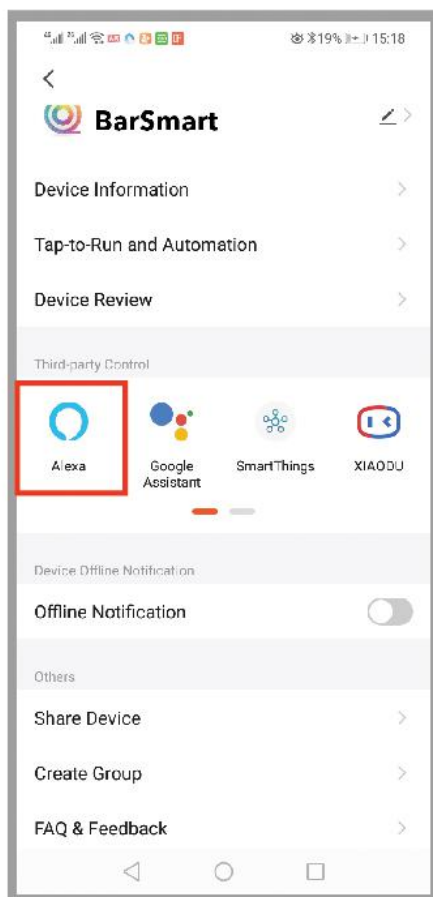 19% 15:18
BarSmart
Device Information
Tap-to-Run and Automation
Device Review
Third-party Control
Alexa
Google Assistant
SmartThings
XIAODU
Device Offline Notification
Offline Notification
Others
Share Device
Create Group
FAQ & Feedback